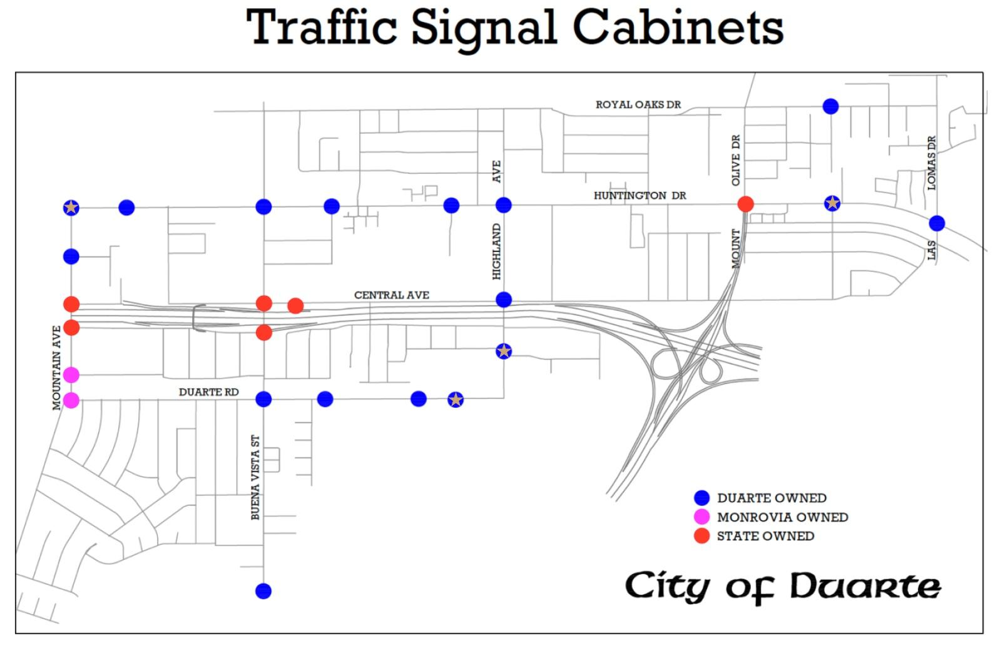 Traffic Signal Cabinets
ROYAL OAKS DR
OLIVE DR
LOMAS DR
AVE
HUNTINGTON DR
HIGHLAND
MOUNT
LAS
CENTRAL AVE
MOUNTAIN AVE
DUARTE RD
BUENA VISTA ST
DUARTE OWNED
MONROVIA OWNED
STATE OWNED
City of Duarte